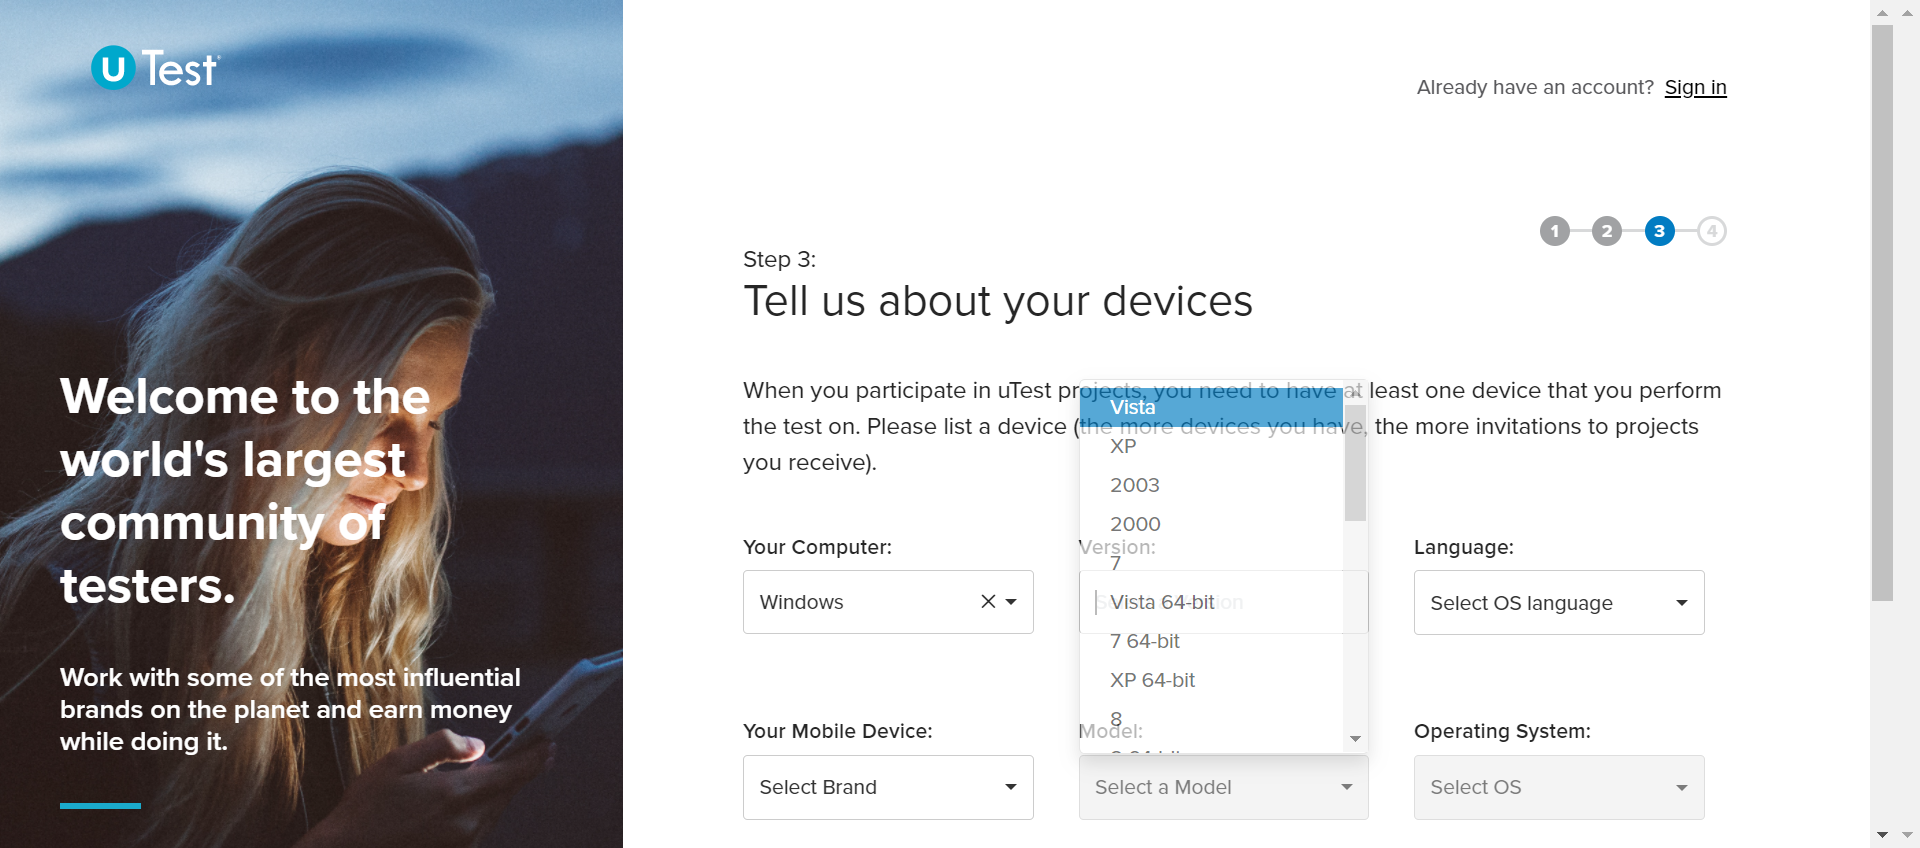 u Test
Already have an account? Sign in
1 2 3 4
Step 3:
Tell us about your devices
Welcome to the
world's largest
community of
testers.
Work with some of the most influential
brands on the planet and earn money
while doing it.
When you participate in uTest projects, you need to have at least one device that you perform
the test on. Please list a device (the more devices you have, the more invitations to projects
you receive).
Your Computer:
Windows
Version:
Vista
XP
2003
2000
7
Vista 64-bit
7 64-bit
XP 64-bit
8
Language:
Select OS language
Your Mobile Device:
Select Brand
Model:
Select a Model
Operating System:
Select OS